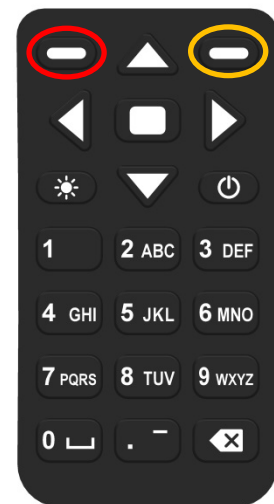 1 2 ABC 3 DEF
4 GHI 5 JKL 6 MNO
7 PQRS 8 TUV 9 WXYZ
0 ⎵ . –